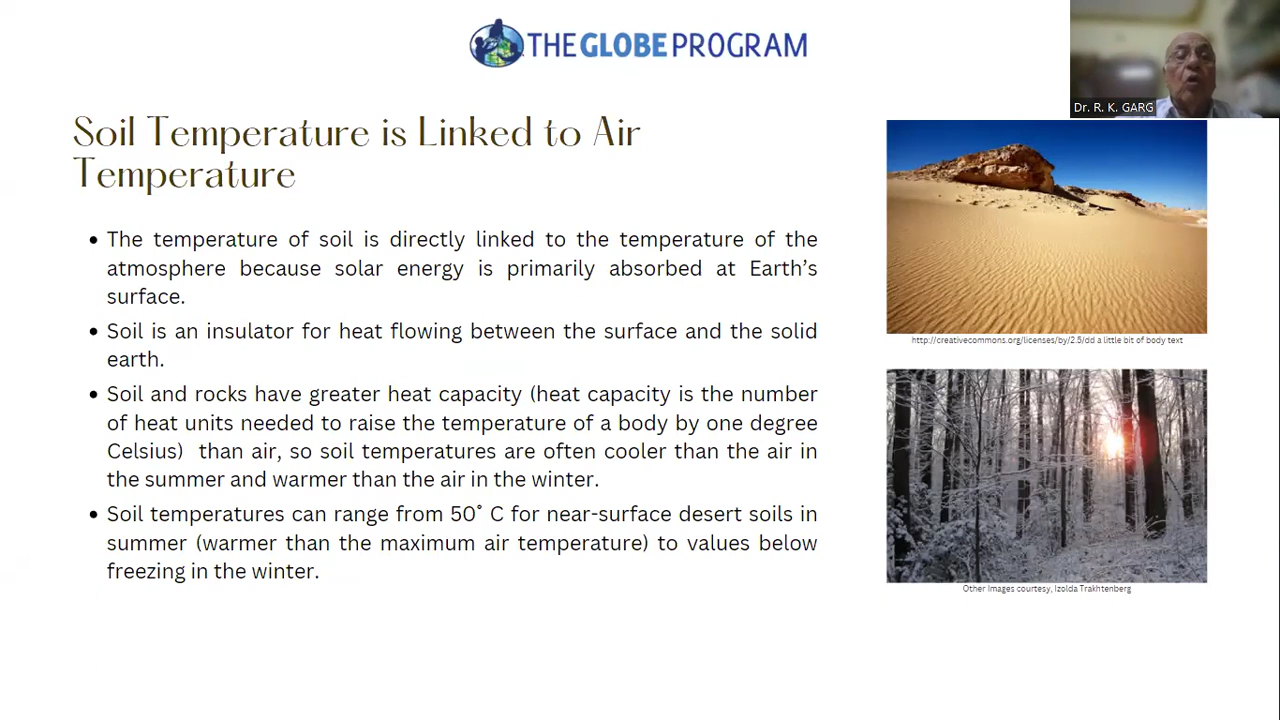 THE GLOBE PROGRAM
Dr. R. K. GARG
Soil Temperature is Linked to Air
Temperature
• The temperature of soil is directly linked to the temperature of the
atmosphere because solar energy is primarily absorbed at Earth's
surface.
• Soil is an insulator for heat flowing between the surface and the solid
earth.
• Soil and rocks have greater heat capacity (heat capacity is the number
of heat units needed to raise the temperature of a body by one degree
Celsius) than air, so soil temperatures are often cooler than the air in
the summer and warmer than the air in the winter.
• Soil temperatures can range from 50˚ C for near-surface desert soils in
summer (warmer than the maximum air temperature) to values below
freezing in the winter.
http://creativecommons.org/licenses/by/2.5/dd a little bit of body text
Other images courtesy, Izolda Trakhtenberg